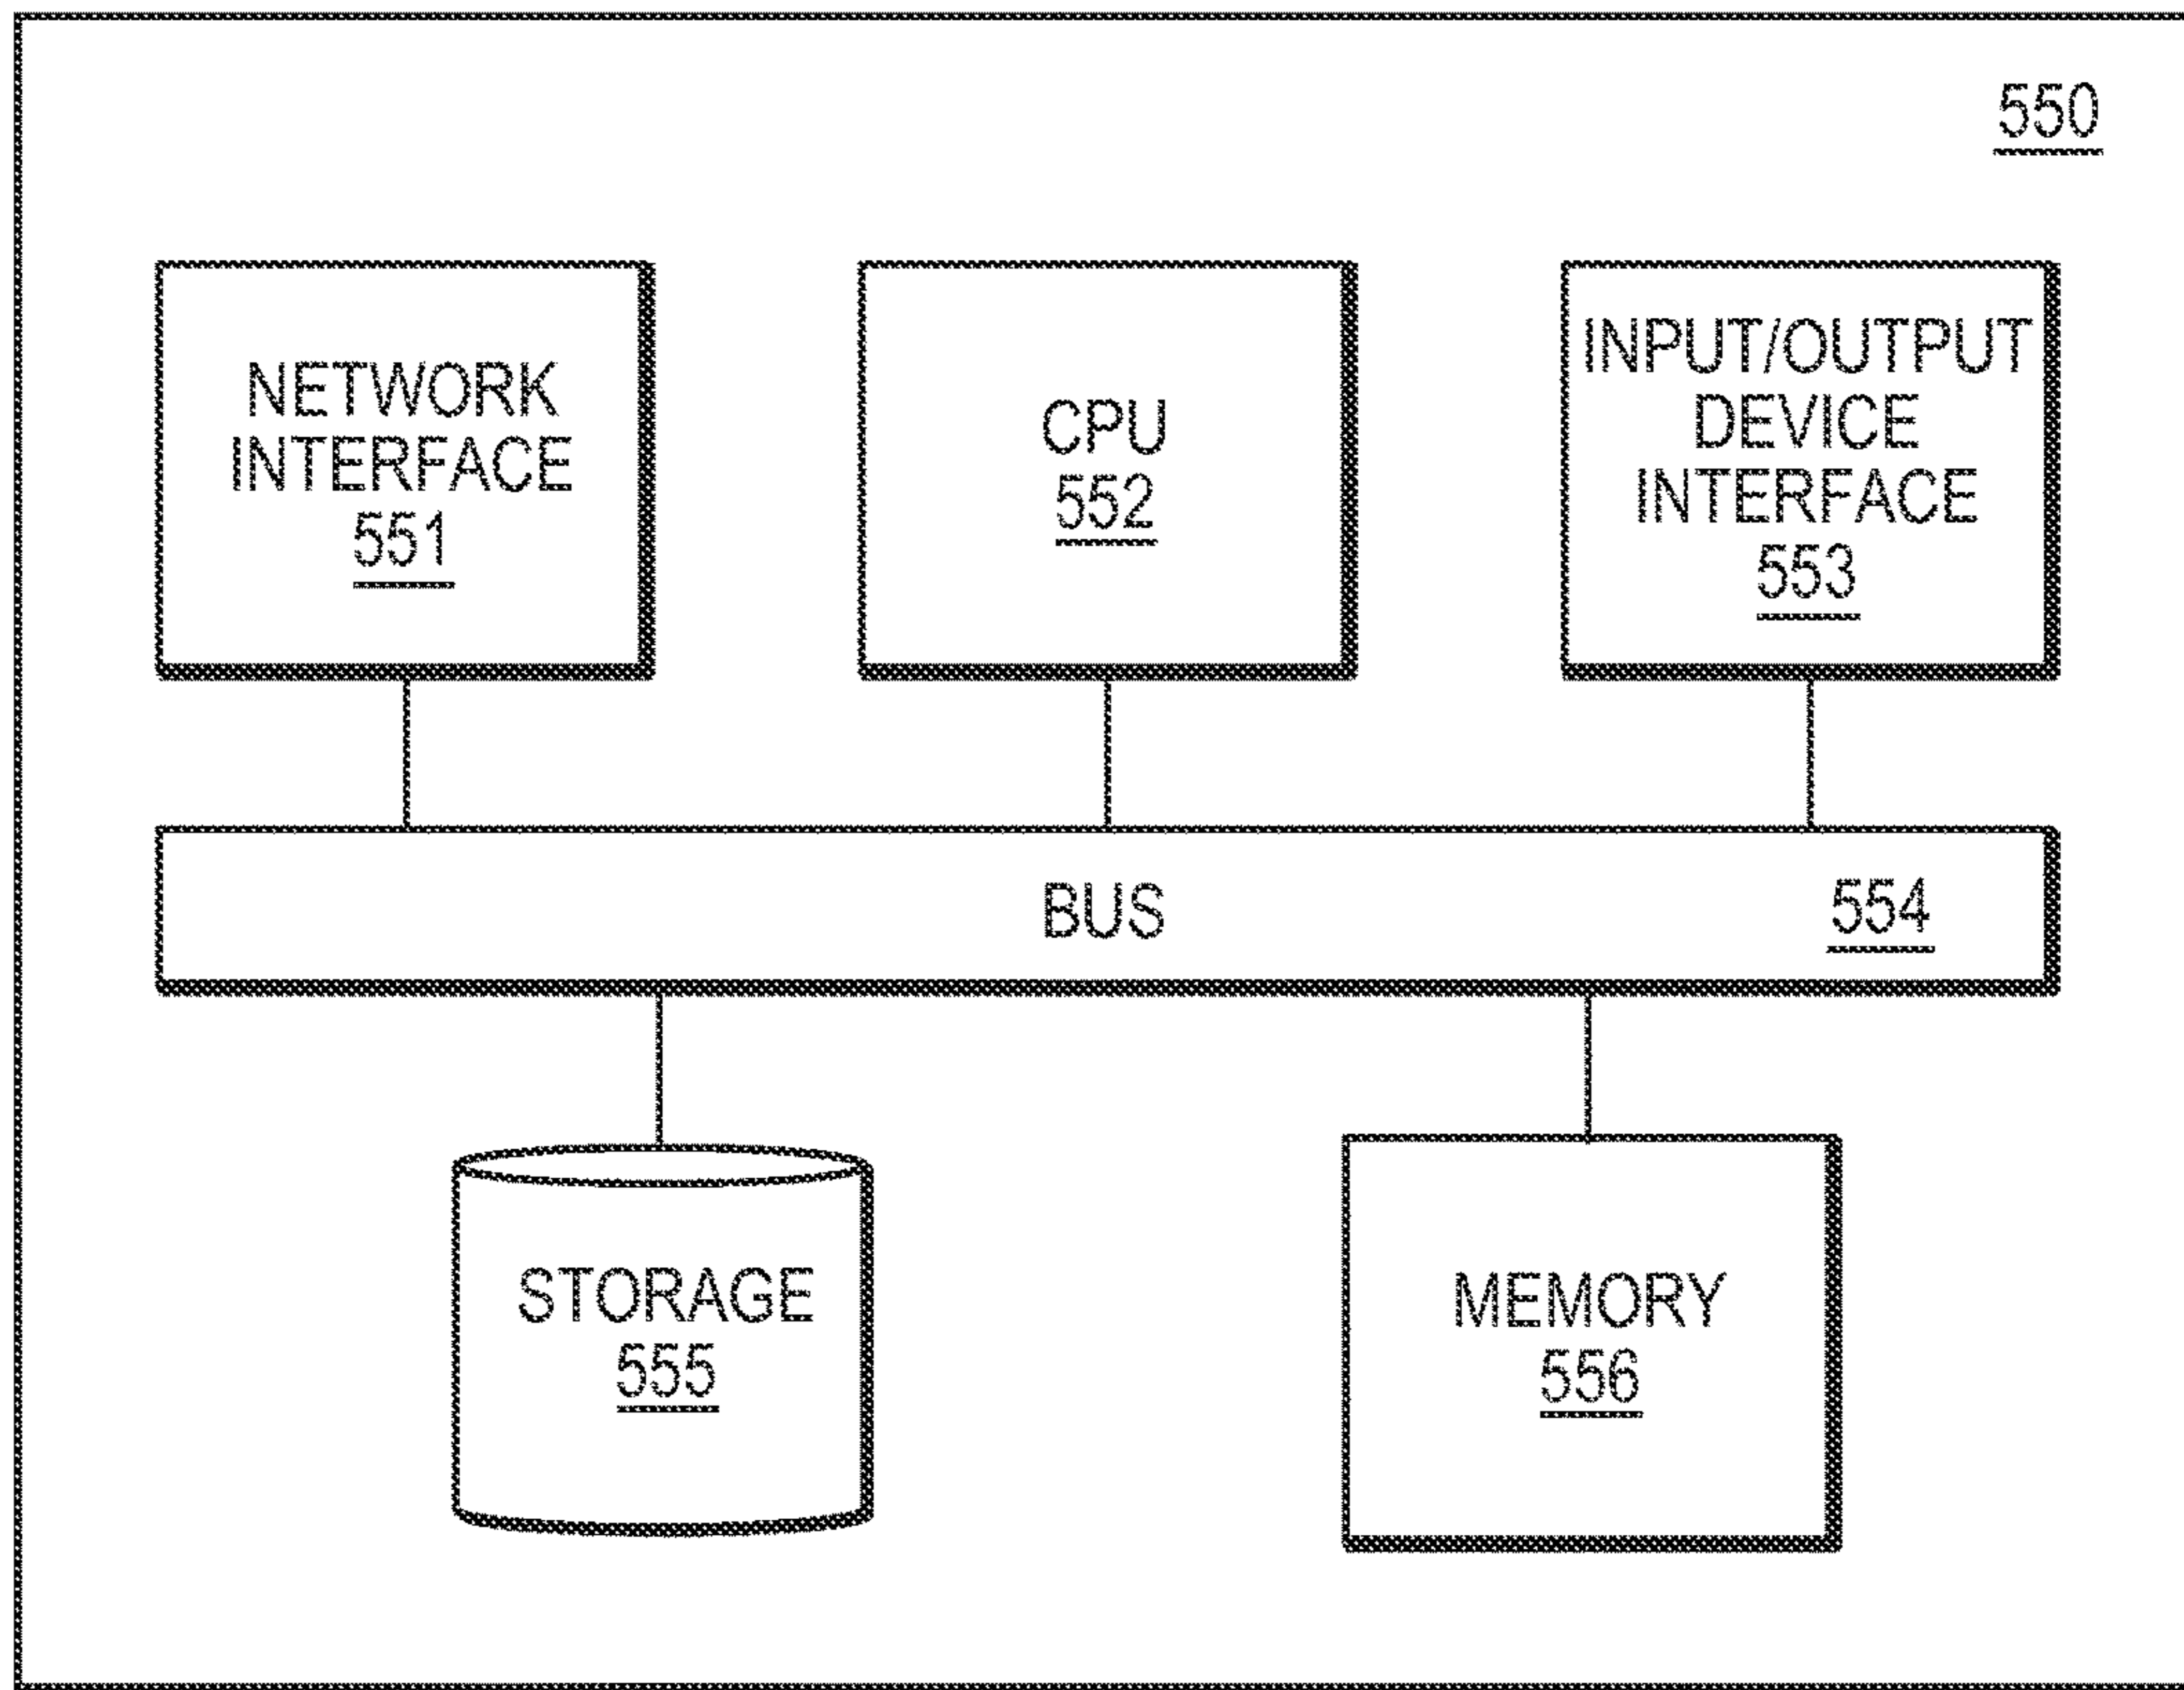 550
NETWORK
INTERFACE
551
CPU
552
INPUT/OUTPUT
DEVICE
INTERFACE
553
BUS
554
STORAGE
555
MEMORY
556